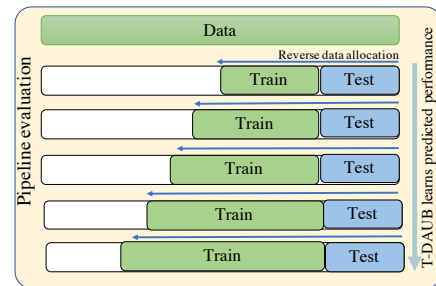 Data
Reverse data allocation
Train Test
Train Test
Train Test
Train Test
Train Test
Pipeline evaluation
T-DAUB learns predicted perfomance